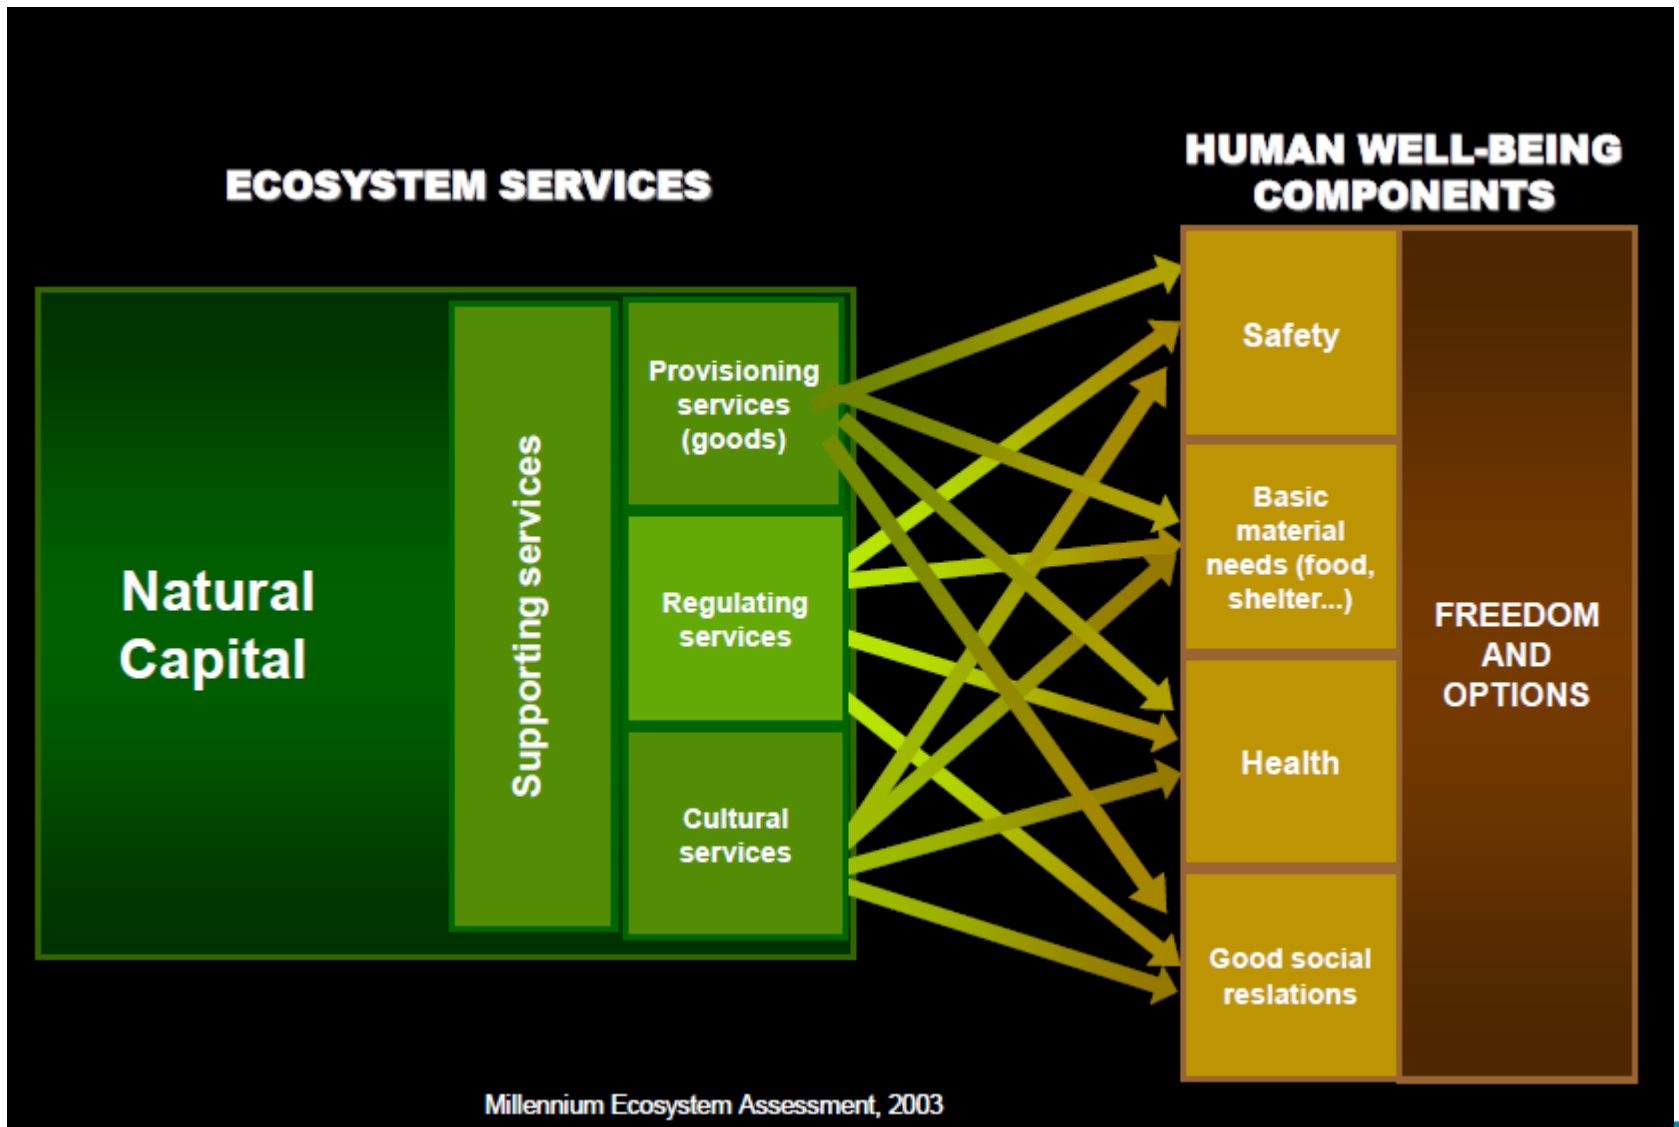 ECOSYSTEM SERVICES
Natural
Capital
Supporting services
Provisioning
services
(goods)
Regulating
services
Cultural
services
HUMAN WELL-BEING
COMPONENTS
Safety
Basic
material
needs (food,
shelter...)
Health
Good social
reslations
FREEDOM
AND
OPTIONS
Millennium Ecosystem Assessment, 2003